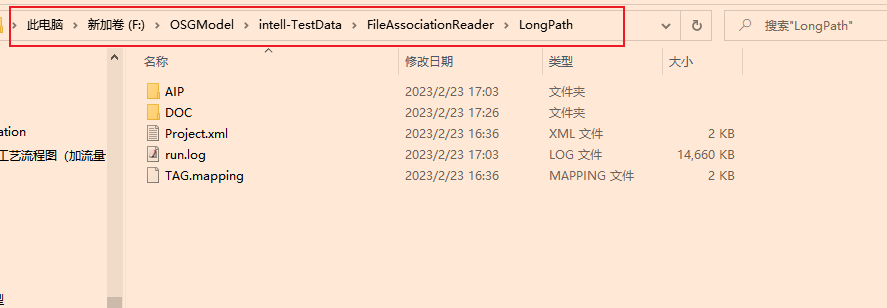 此电脑 > 新加卷 (F:) > OSGModel > intell-TestData > FileAssociationReader > LongPath
搜索"LongPath"
名称 修改日期 类型 大小
AIP 2023/2/23 17:03 文件夹
DOC 2023/2/23 17:26 文件夹
Project.xml 2023/2/23 16:36 XML 文件 2 KB
run.log 2023/2/23 17:03 LOG 文件 14,660 KB
TAG.mapping 2023/2/23 16:36 MAPPING 文件 2 KB
ation
工艺流程图（加流量
型